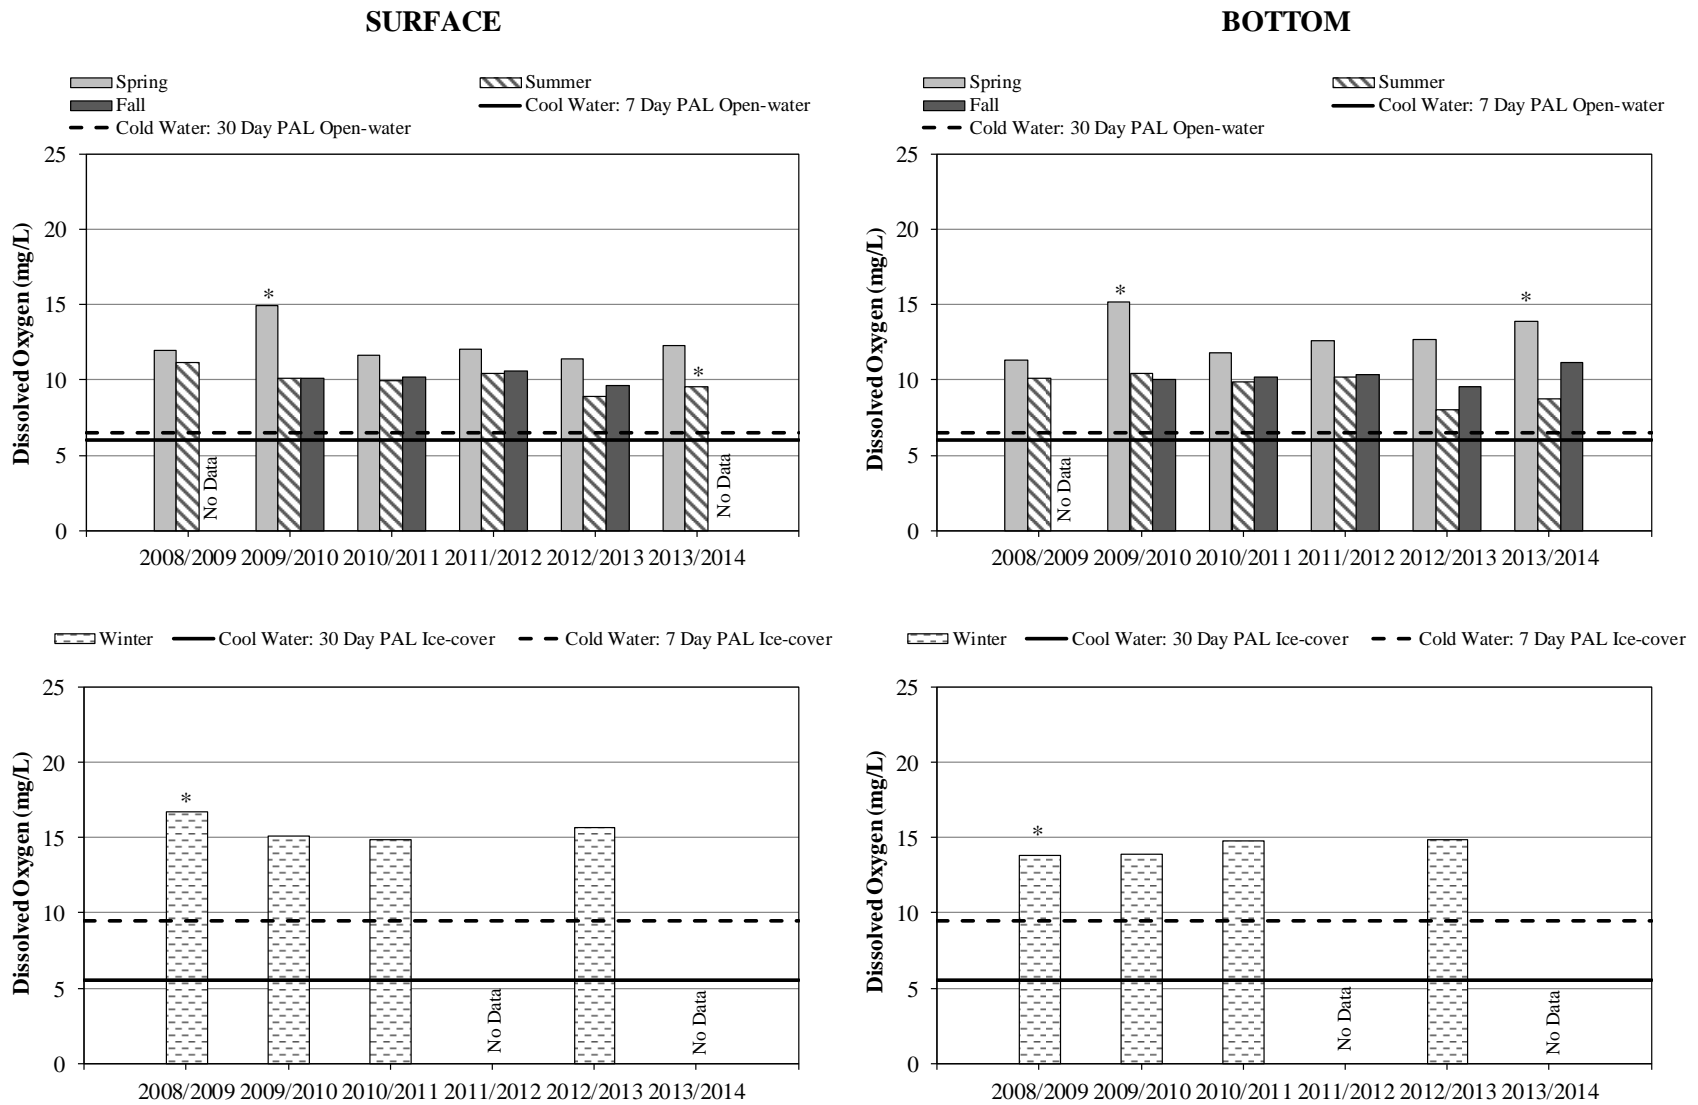 SURFACE
BOTTOM
Spring
Summer
Fall
Cool Water: 7 Day PAL Open-water
Cold Water: 30 Day PAL Open-water
Dissolved Oxygen (mg/L)
25
20
15
10
5
0
*
*
No Data
No Data
2008/2009 2009/2010 2010/2011 2011/2012 2012/2013 2013/2014
Spring
Summer
Fall
Cool Water: 7 Day PAL Open-water
Cold Water: 30 Day PAL Open-water
Dissolved Oxygen (mg/L)
25
20
15
10
5
0
*
*
No Data
2008/2009 2009/2010 2010/2011 2011/2012 2012/2013 2013/2014
Winter
Cool Water: 30 Day PAL Ice-cover
Cold Water: 7 Day PAL Ice-cover
Dissolved Oxygen (mg/L)
25
20
15
10
5
0
*
No Data
No Data
2008/2009 2009/2010 2010/2011 2011/2012 2012/2013 2013/2014
Winter
Cool Water: 30 Day PAL Ice-cover
Cold Water: 7 Day PAL Ice-cover
Dissolved Oxygen (mg/L)
25
20
15
10
5
0
*
No Data
No Data
2008/2009 2009/2010 2010/2011 2011/2012 2012/2013 2013/2014